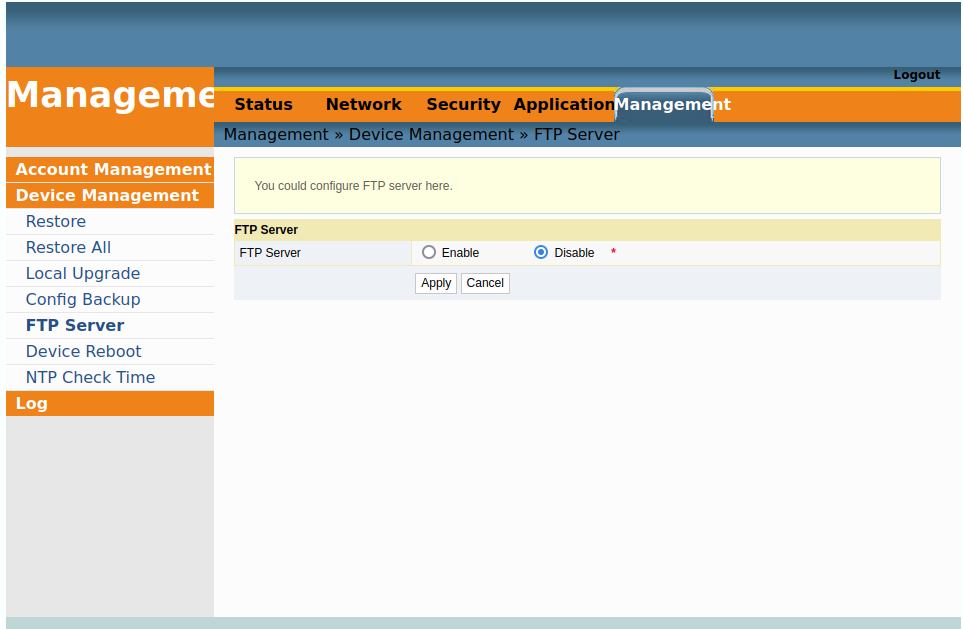 Logout
Manageme
Status Network Security Application Management
Management » Device Management » FTP Server
Account Management
Device Management
Restore
Restore All
Local Upgrade
Config Backup
FTP Server
Device Reboot
NTP Check Time
Log
You could configure FTP server here.
FTP Server
FTP Server Enable Disable *
Apply Cancel